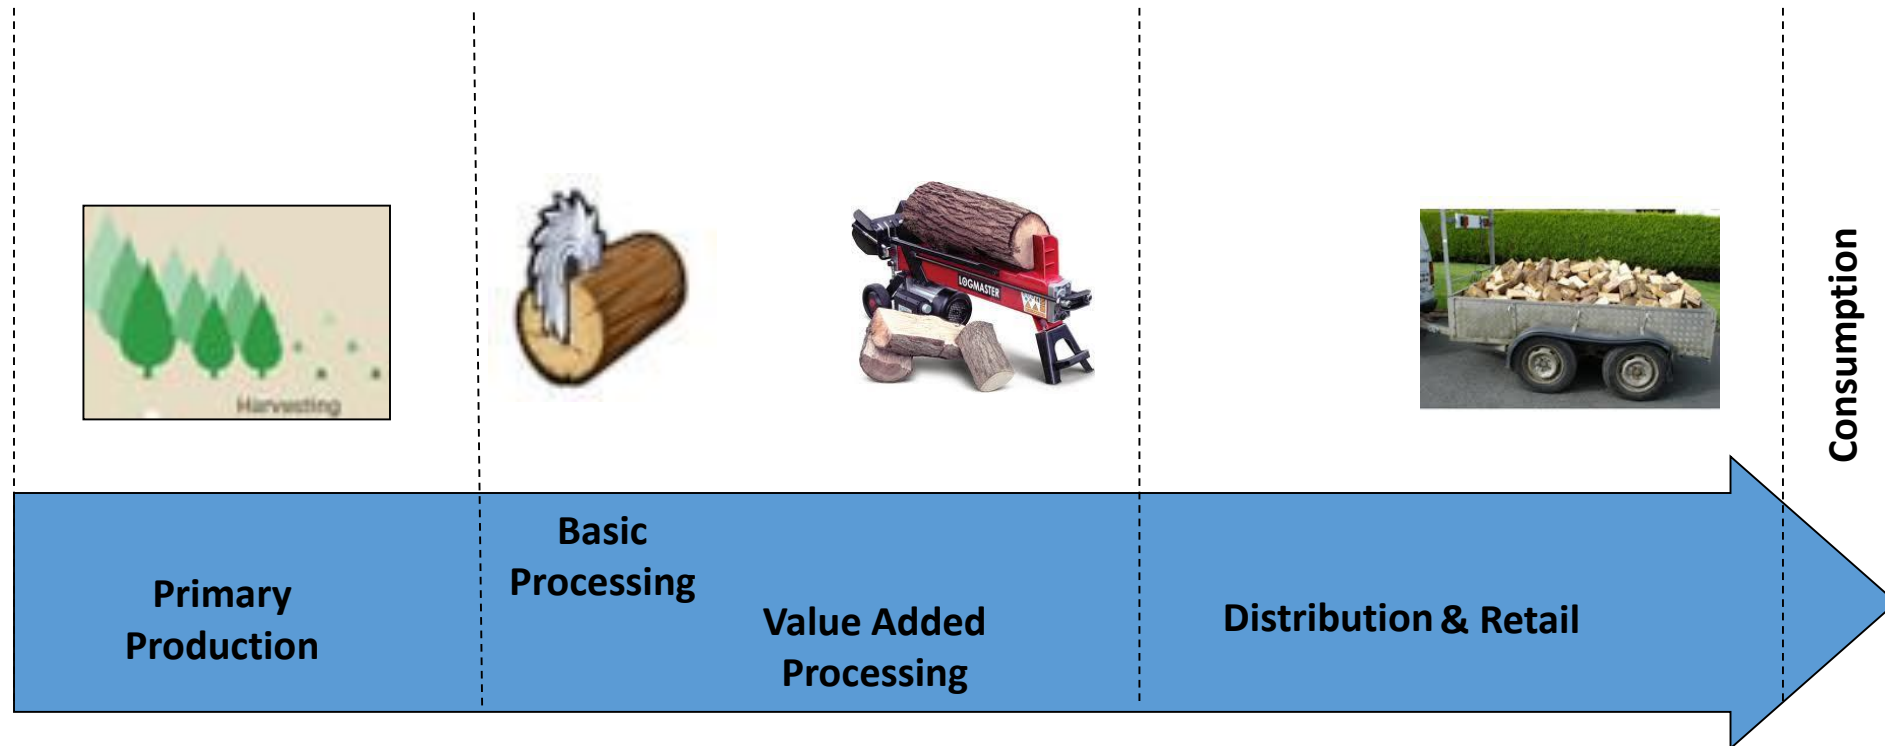 Harvesting
LOGMASTER
Consumption
Primary
Production
Basic
Processing
Value Added
Processing
Distribution & Retail